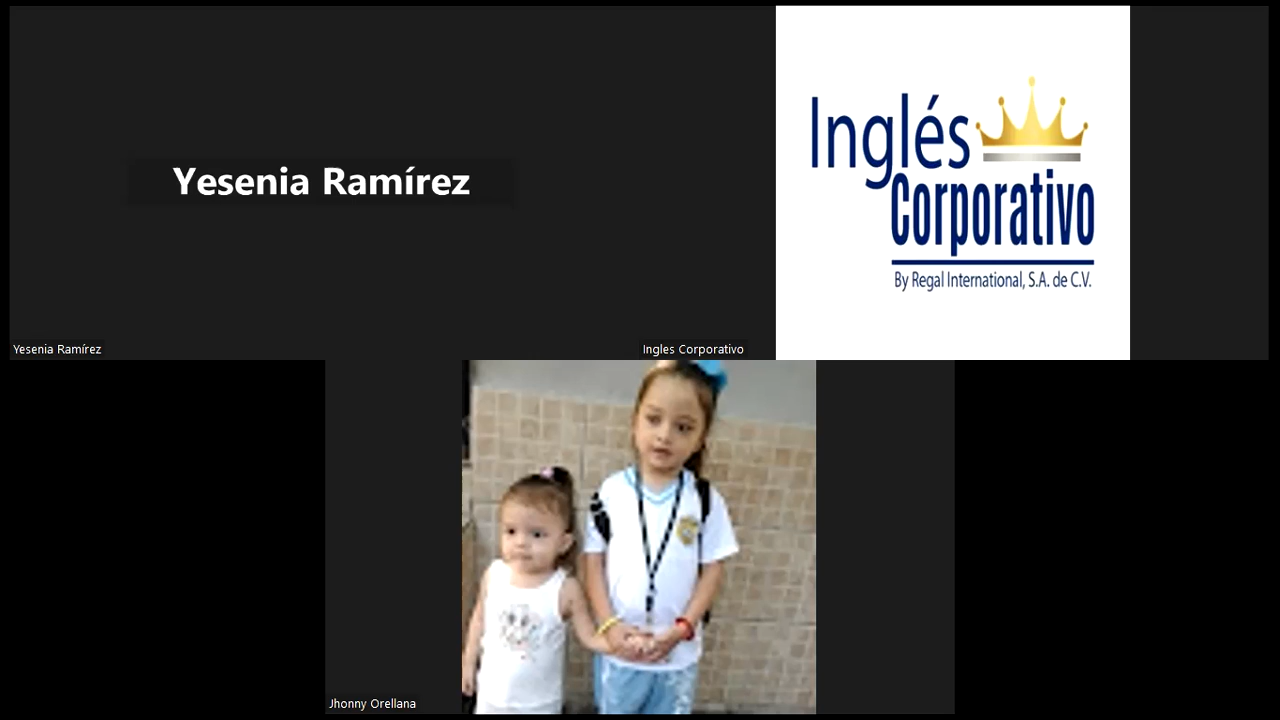 Yesenia Ramírez
Inglés
Corporativo
By Regal International, S.A. de C.V.
Yesenia Ramírez
Ingles Corporativo
Jhonny Orellana